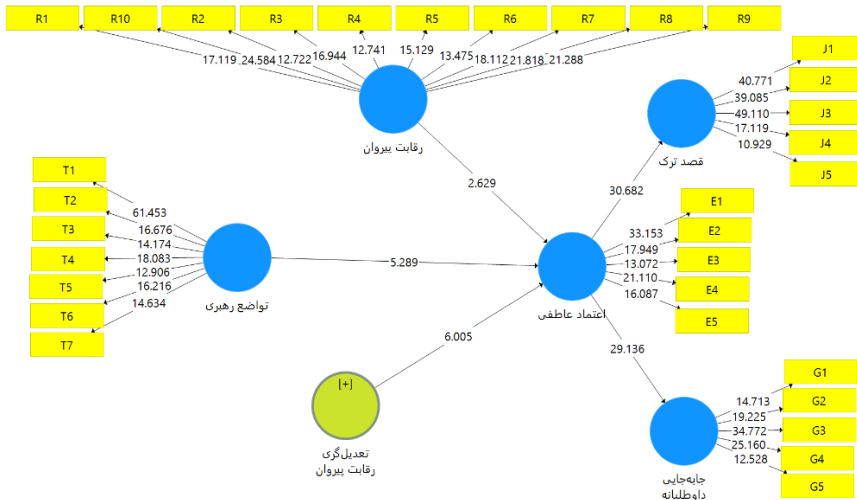 R1
R10
R2
R3
R4
R5
R6
R7
R8
R9
17.119
24.584
12.722
16.944
12.741
15.129
13.475
18.112
21.818
21.288
رقابت پیروان
J1
J2
J3
J4
J5
40.771
39.085
49.110
17.119
10.929
قصد ترک
2.629
30.682
T1
T2
T3
T4
T5
T6
T7
61.453
16.676
14.174
18.083
12.906
16.216
14.634
تواضع رهبری
5.289
E1
E2
E3
E4
E5
33.153
17.949
13.072
21.110
16.087
اعتماد عاطفی
6.005
29.136
[+]
تعدیل‌گری
رقابت پیروان
G1
G2
G3
G4
G5
14.713
19.225
34.772
25.160
12.528
جابه‌جایی
داوطلبانه